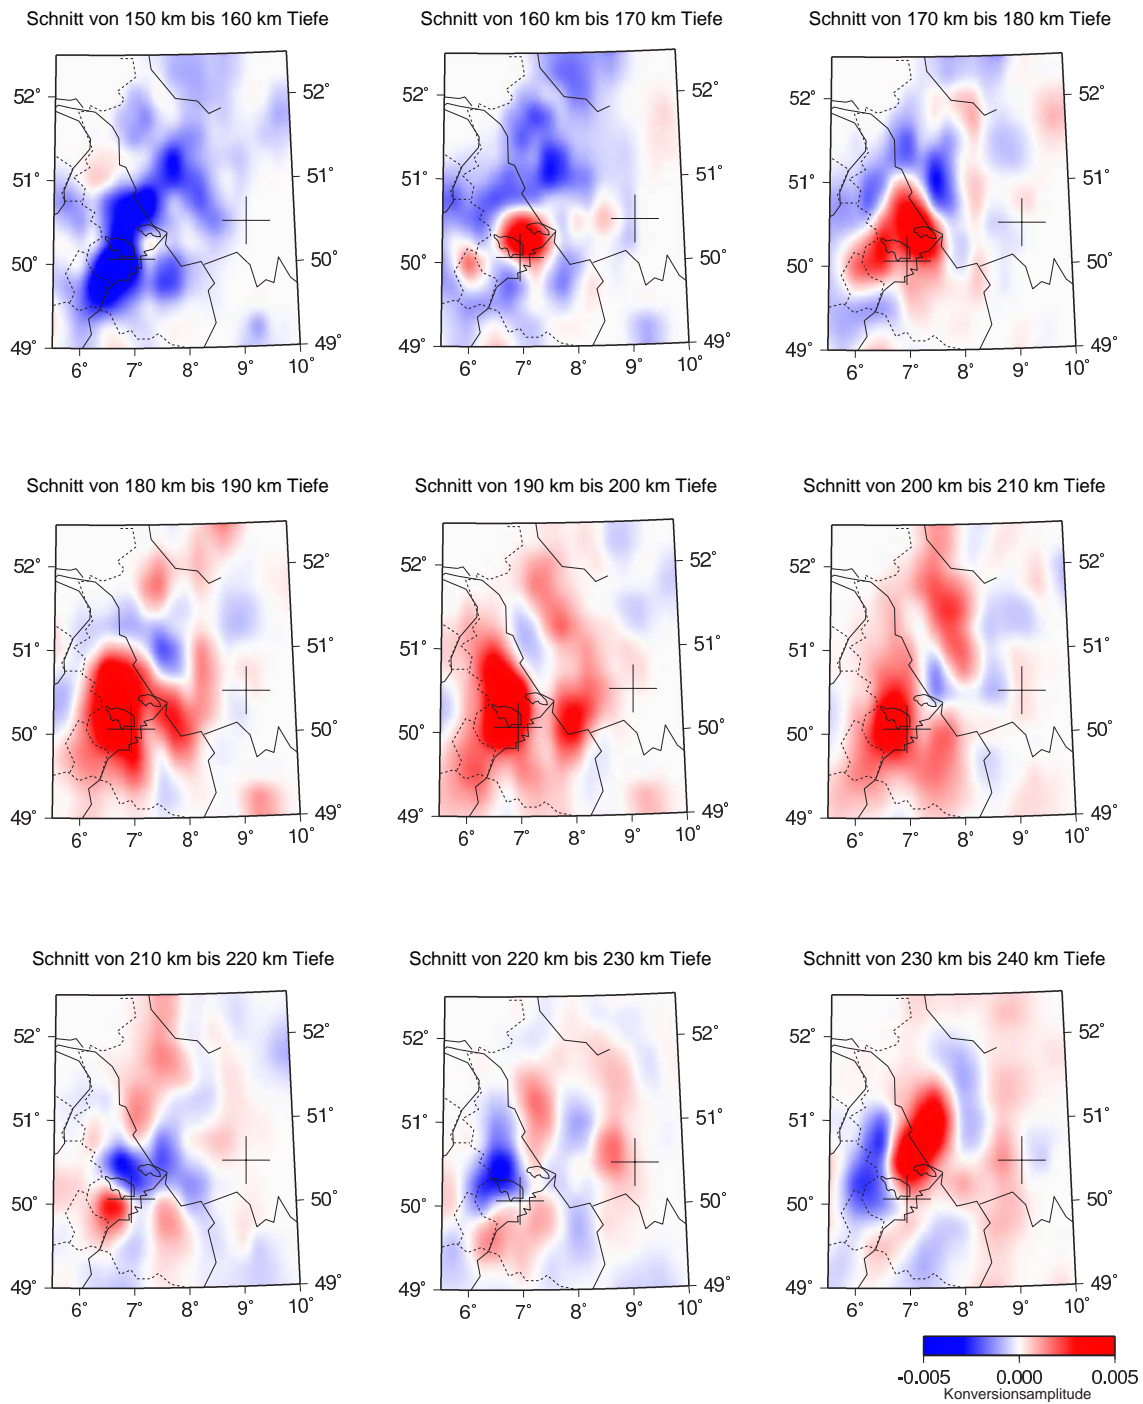 Schnitt von 150 km bis 160 km Tiefe
Schnitt von 160 km bis 170 km Tiefe
Schnitt von 170 km bis 180 km Tiefe
52° 52° 52° 52° 52° 52°
51° 51° 51° 51° 51° 51°
50° 50° 50° 50° 50° 50°
49° 49° 49° 49° 49° 49°
6° 7° 8° 9° 10° 6° 7° 8° 9° 10° 6° 7° 8° 9° 10°
Schnitt von 180 km bis 190 km Tiefe
Schnitt von 190 km bis 200 km Tiefe
Schnitt von 200 km bis 210 km Tiefe
52° 52° 52° 52° 52° 52°
51° 51° 51° 51° 51° 51°
50° 50° 50° 50° 50° 50°
49° 49° 49° 49° 49° 49°
6° 7° 8° 9° 10° 6° 7° 8° 9° 10° 6° 7° 8° 9° 10°
Schnitt von 210 km bis 220 km Tiefe
Schnitt von 220 km bis 230 km Tiefe
Schnitt von 230 km bis 240 km Tiefe
52° 52° 52° 52° 52° 52°
51° 51° 51° 51° 51° 51°
50° 50° 50° 50° 50° 50°
49° 49° 49° 49° 49° 49°
6° 7° 8° 9° 10° 6° 7° 8° 9° 10° 6° 7° 8° 9° 10°
-0.005 0.000 0.005
Konversionsamplitude